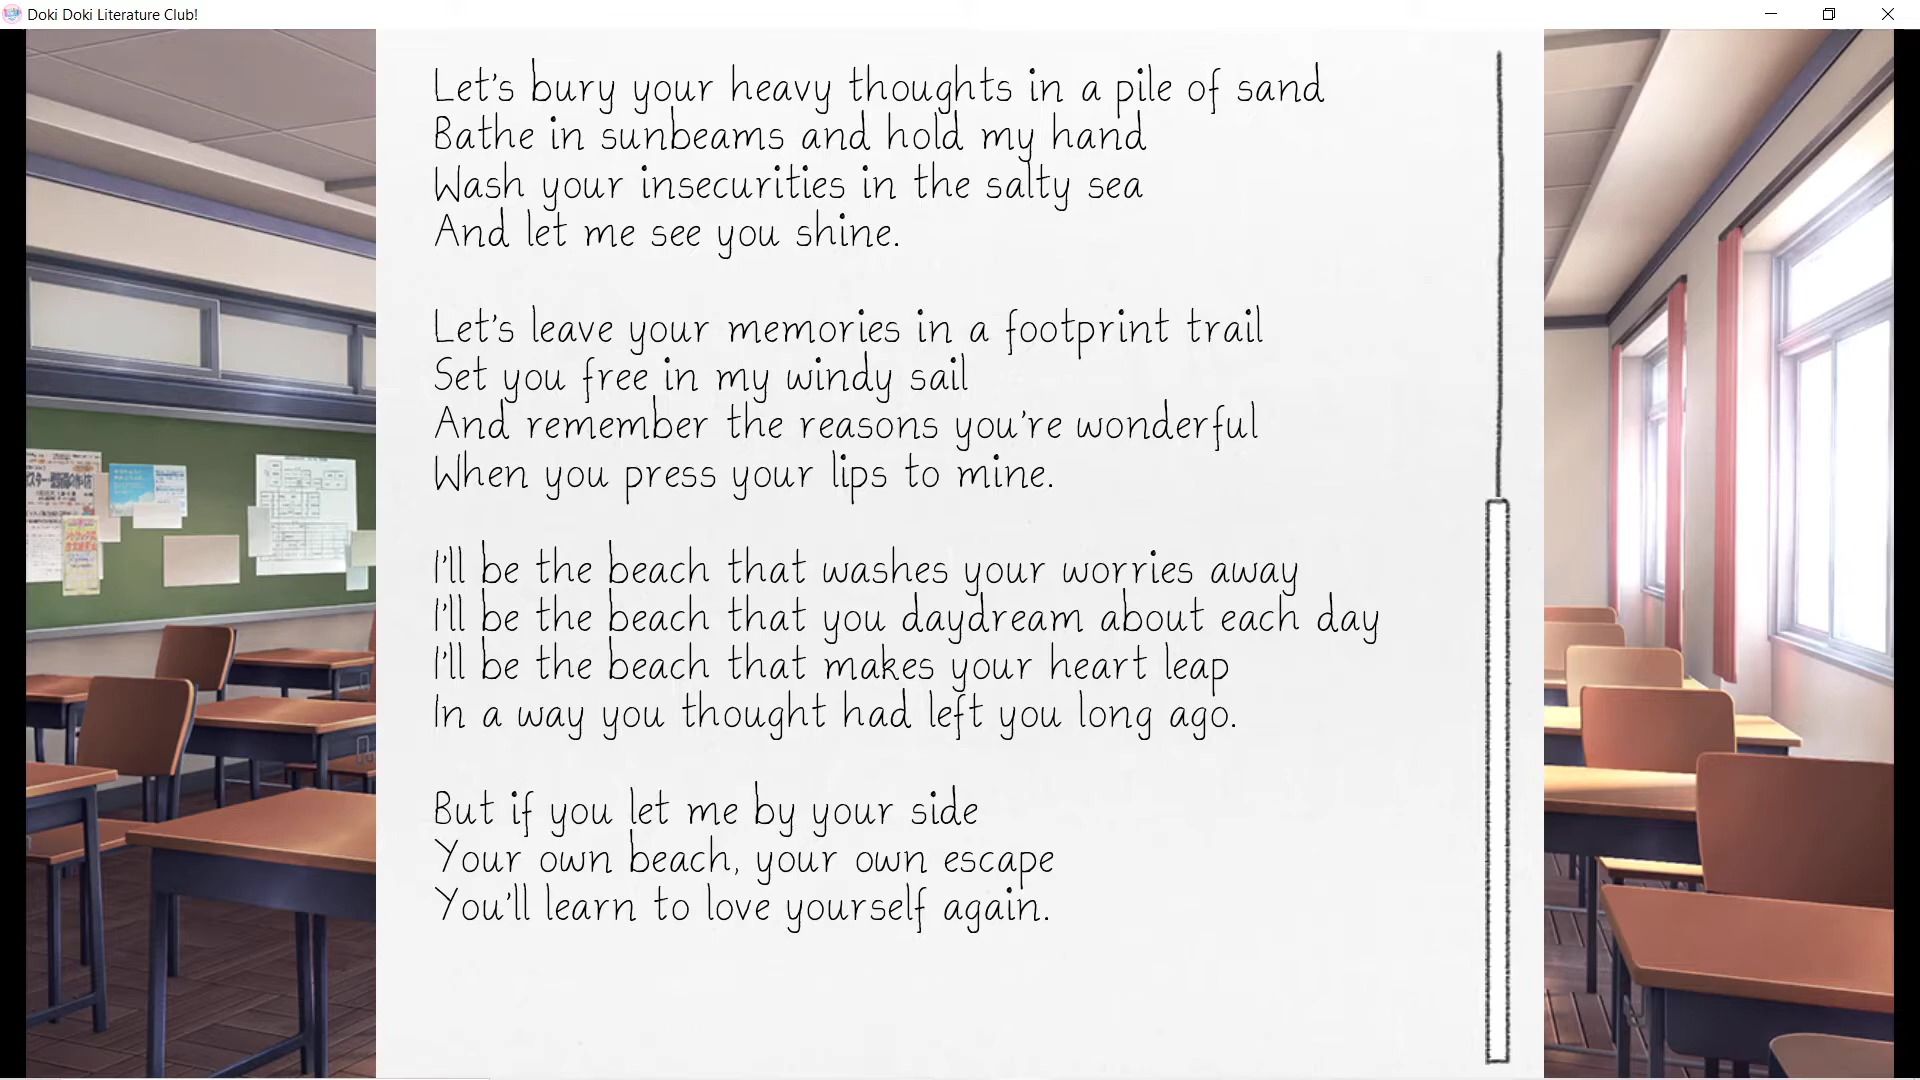 Doki Doki Literature Club!
Let's bury your heavy thoughts in a pile of sand
Bathe in sunbeams and hold my hand
Wash your insecurities in the salty sea
And let me see you shine.
Let's leave your memories in a footprint trail
Set you free in my windy sail
And remember the reasons you're wonderful
When you press your lips to mine.
I'll be the beach that washes your worries away
I'll be the beach that you daydream about each day
I'll be the beach that makes your heart leap
In a way you thought had left you long ago.
But if you let me by your side
Your own beach, your own escape
You'll learn to love yourself again.